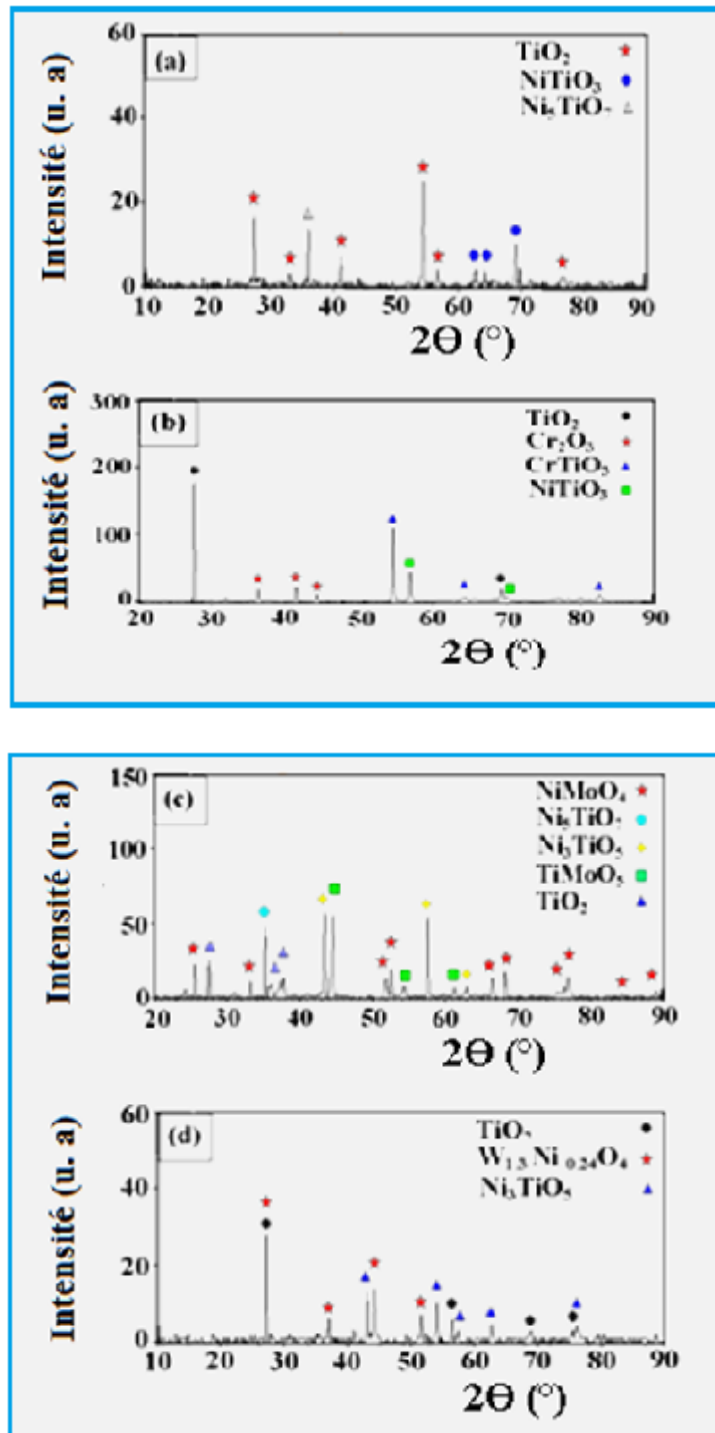 60
(a)
TiO₂
NiTiO₃
Ni₅TiO₇
40
20
0
Intensité (u. a)
10 20 30 40 50 60 70 80 90
2Θ (°)
300
(b)
TiO₂
Cr₂O₃
CrTiO₃
NiTiO₃
200
100
0
Intensité (u. a)
20 30 40 50 60 70 80 90
2Θ (°)
150
(c)
NiMoO₄
Ni₅TiO₇
Ni₃TiO₅
TiMoO₅
TiO₂
100
50
0
Intensité (u. a)
20 30 40 50 60 70 80 90
2Θ (°)
60
(d)
TiO₂
W₁.₃ Ni ₀.₂₄O₄
Ni₃TiO₅
40
20
0
Intensité (u. a)
10 20 30 40 50 60 70 80 90
2Θ (°)